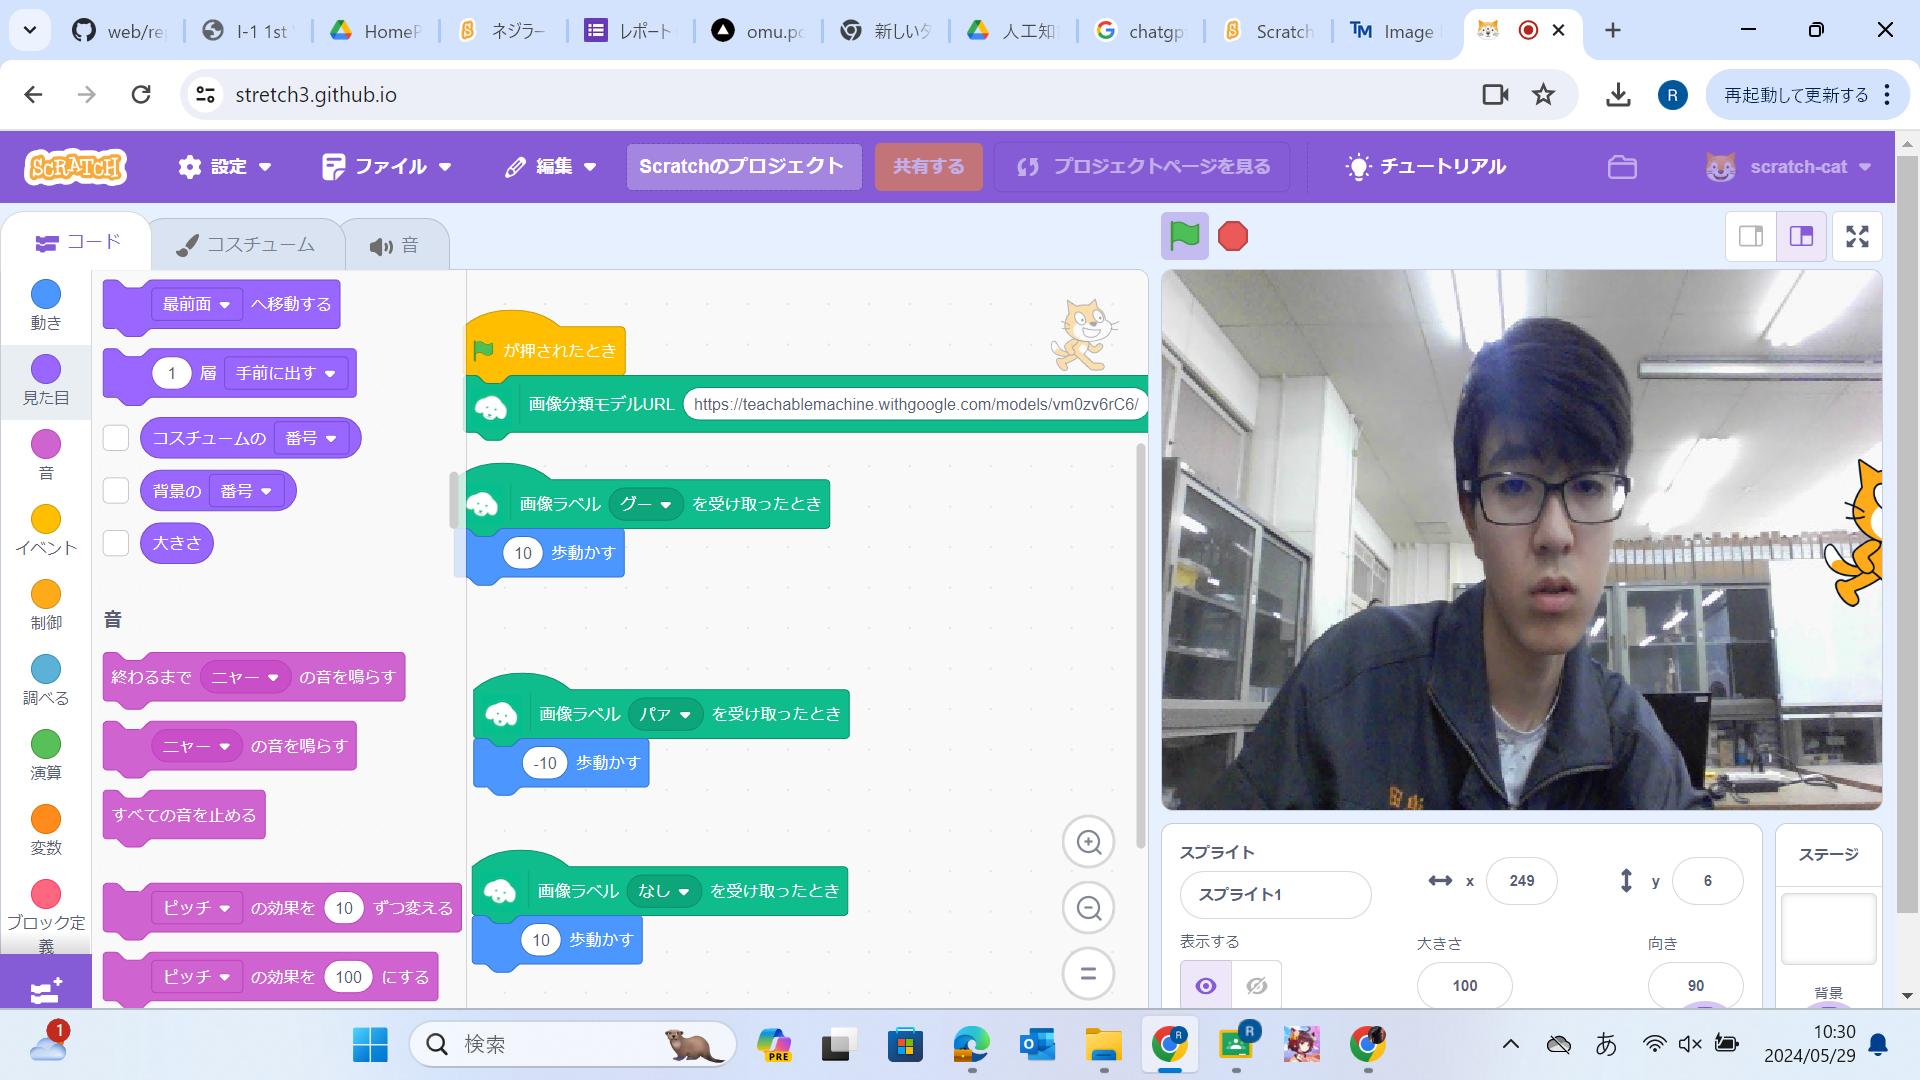 web/re
I-1 1st
HomeP
ネジラー
レポート
omu.po
新しいタ
人工知
chatgp
Scratch
TM Image
stretch3.github.io
R
再起動して更新する
SCRATCH
設定
ファイル
編集
Scratchのプロジェクト
共有する
プロジェクトページを見る
チュートリアル
scratch-cat
コード
コスチューム
音
動き
見た目
音
イベント
制御
調べる
演算
変数
ブロック定
義
最前面 へ移動する
1 層 手前に出す
コスチュームの 番号
背景の 番号
大きさ
音
終わるまで ニャー の音を鳴らす
ニャー の音を鳴らす
すべての音を止める
ピッチ の効果を 10 ずつ変える
ピッチ の効果を 100 にする
が押されたとき
画像分類モデルURL https://teachablemachine.withgoogle.com/models/vm0zv6rC6/
画像ラベル グー を受け取ったとき
10 歩動かす
画像ラベル パァ を受け取ったとき
-10 歩動かす
画像ラベル なし を受け取ったとき
10 歩動かす
スプライト
スプライト1
x 249
y 6
表示する
大きさ
向き
100
90
ステージ
背景
1
検索
PRE
R
R
あ
10:30
2024/05/29